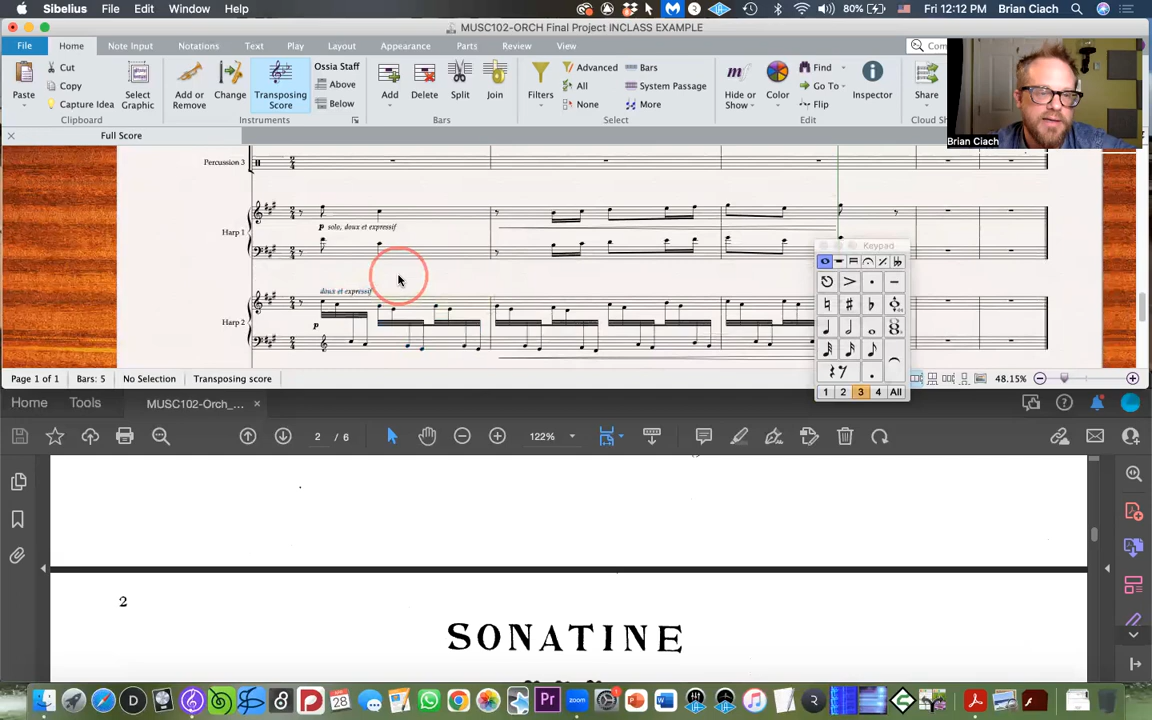 Sibelius File Edit Window Help 80% Fri 12:12 PM Brian Ciach
MUSC102-ORCH Final Project INCLASS EXAMPLE
File Home Note Input Notations Text Play Layout Appearance Parts Review View
Cut
Copy
Capture Idea
Paste
Select Graphic
Clipboard
Add or Remove
Change
Transposing Score
Ossia Staff
Above
Below
Instruments
Add
Delete
Split
Join
Bars
Filters
Advanced
All
None
Bars
System Passage
More
Select
Hide or Show
Color
Find
Go To
Flip
Inspector
Edit
Share
Cloud Sh
Brian Ciach
Full Score
Percussion 3
Harp 1
p solo, doux et expressif
Harp 2
doux et expressif
p
Keypad
1 2 3 4 All
Page 1 of 1 Bars: 5 No Selection Transposing score 48.15%
Home Tools MUSC102-Orch_...
2 / 6 122%
2
SONATINE